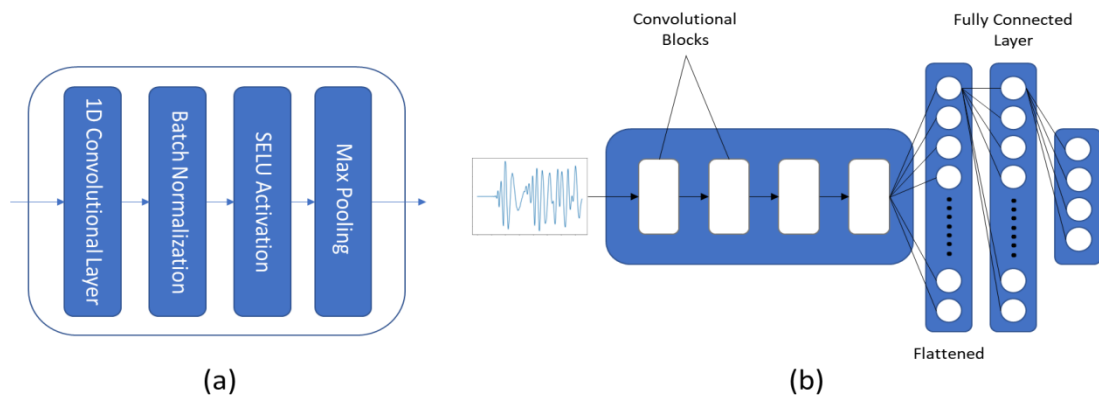 1D Convolutional Layer
Batch Normalization
SELU Activation
Max Pooling
(a)
Convolutional
Blocks
Fully Connected
Layer
Flattened
(b)